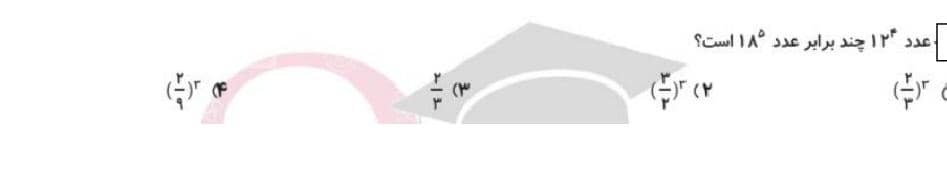 عدد ۱۲^۴ چند برابر عدد ۱۸^۵ است؟
(۲/۳)^۳ ۲) (۳/۲)^۳ ۳) ۲/۳ ۴) (۲/۹)^۳